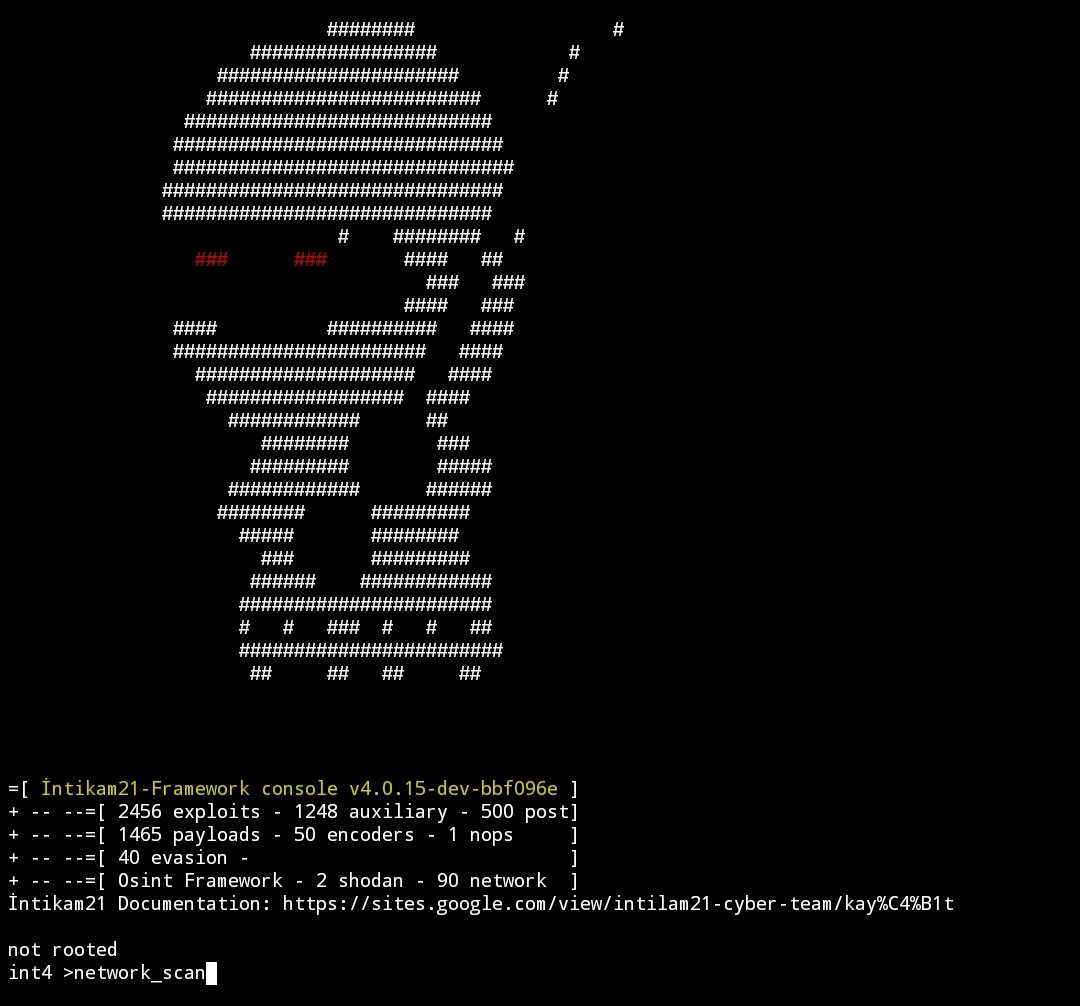 =[ İntikam21-Framework console v4.0.15-dev-bbf096e ]
+ -- --=[ 2456 exploits - 1248 auxiliary - 500 post]
+ -- --=[ 1465 payloads - 50 encoders - 1 nops     ]
+ -- --=[ 40 evasion -                             ]
+ -- --=[ Osint Framework - 2 shodan - 90 network  ]
İntikam21 Documentation: https://sites.google.com/view/intilam21-cyber-team/kay%C4%B1t
not rooted
int4 >network_scan